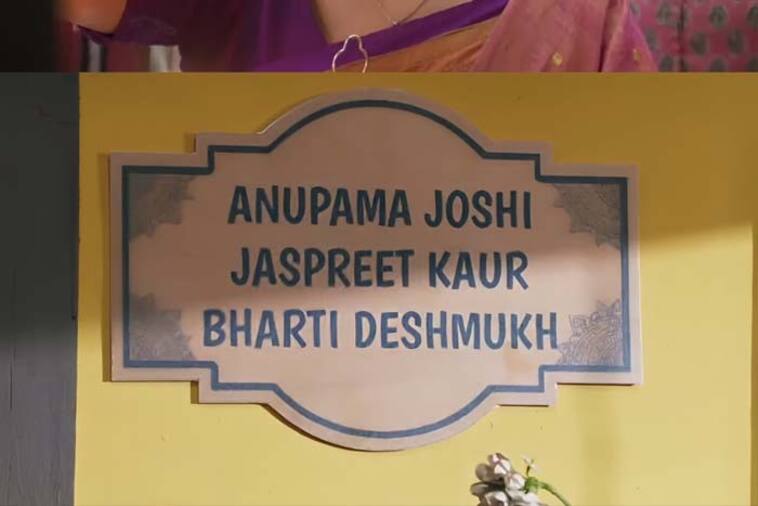 ANUPAMA JOSHI
JASPREET KAUR
BHARTI DESHMUKH